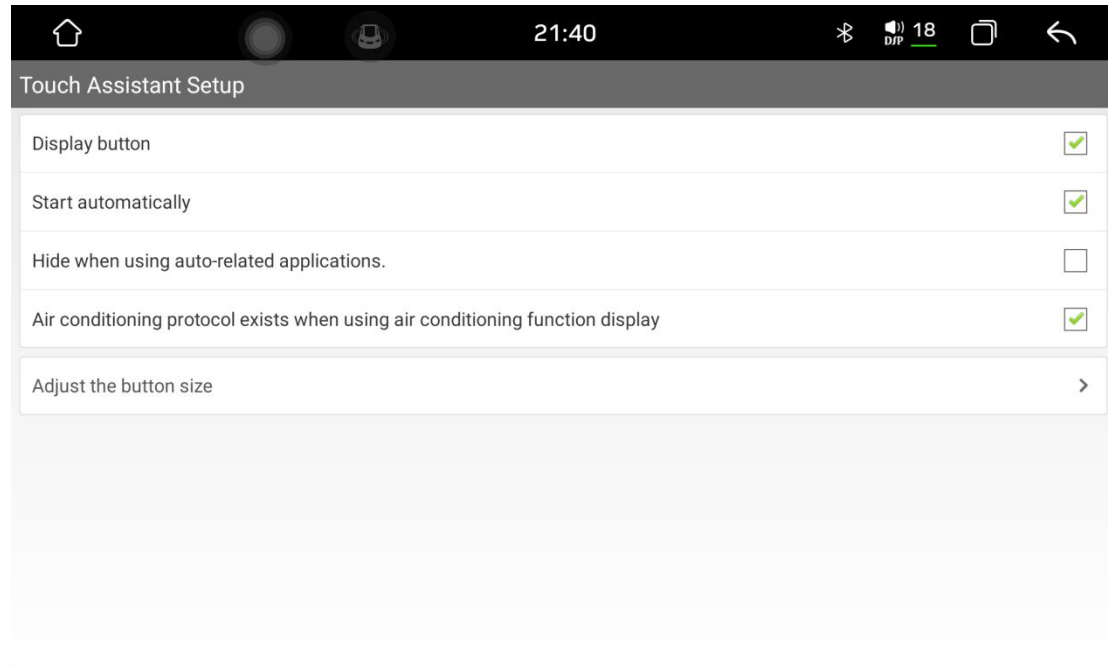 21:40
DSP 18
Touch Assistant Setup
Display button
Start automatically
Hide when using auto-related applications.
Air conditioning protocol exists when using air conditioning function display
Adjust the button size